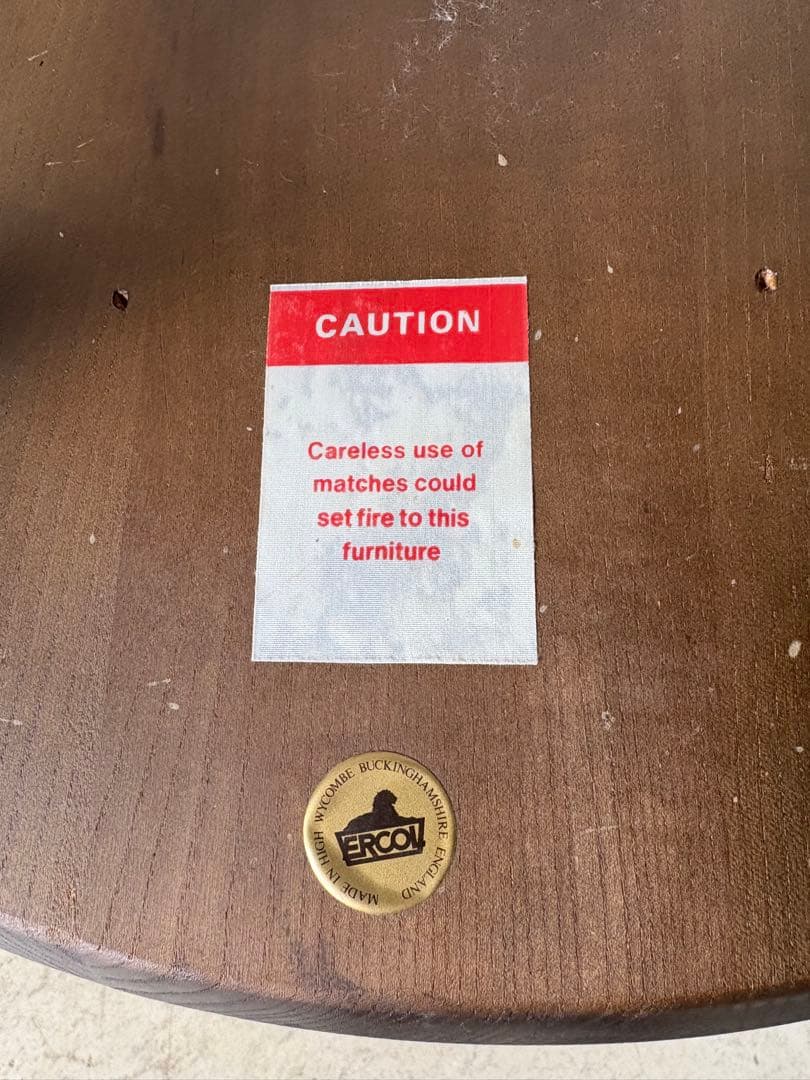 CAUTION
Careless use of
matches could
set fire to this
furniture
MADE IN HIGH WYCOMBE BUCKINGHAMSHIRE ENGLAND
ERCOL